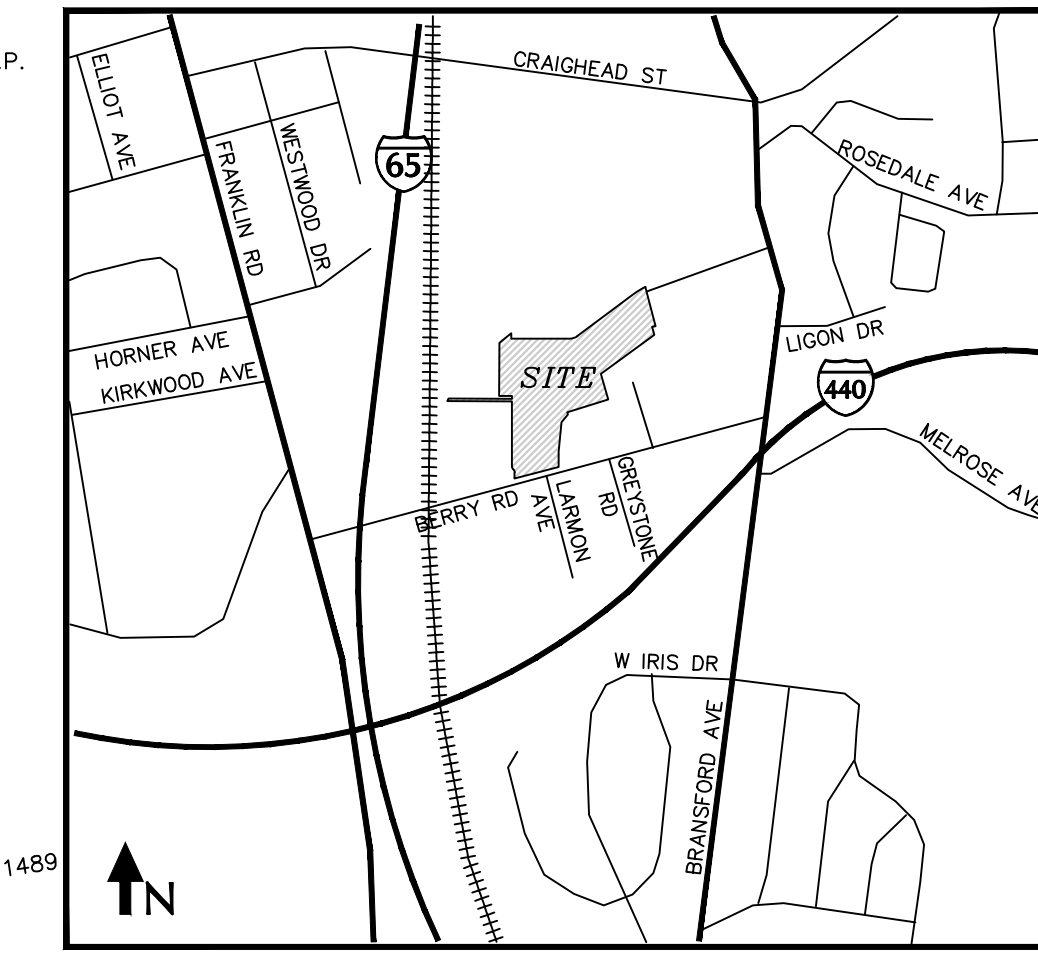 .P.
CRAIGHEAD ST
ELLIOT AVE
WESTWOOD DR
FRANKLIN RD
65
ROSEDALE AVE
HORNER AVE
KIRKWOOD AVE
LIGON DR
SITE
440
MELROSE AVE
BERRY RD
LARMON
AVE
GREYSTONE
RD
W IRIS DR
BRANSFORD AVE
1489
N